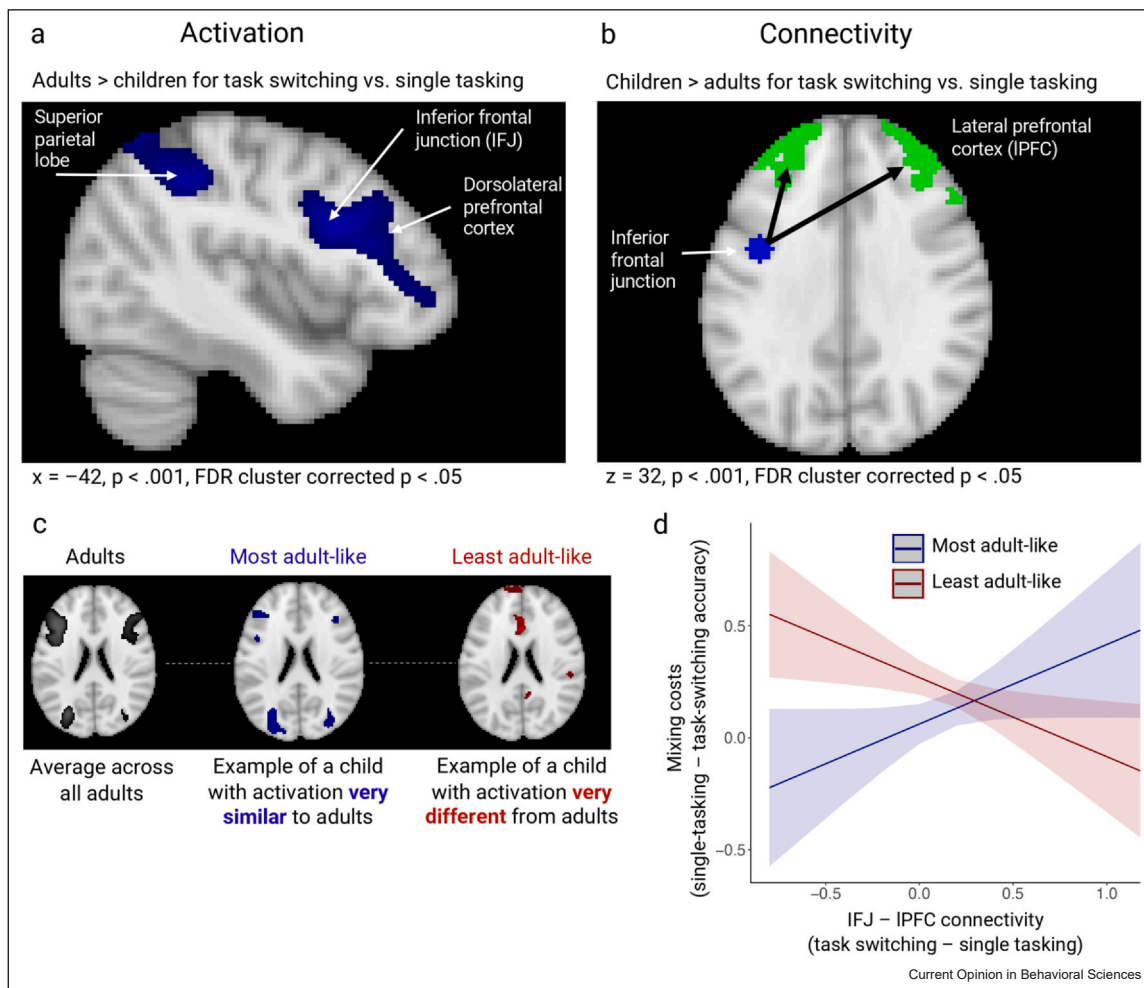 a Activation
Adults > children for task switching vs. single tasking
Superior
parietal
lobe
Inferior frontal
junction (IFJ)
Dorsolateral
prefrontal
cortex
x = −42, p < .001, FDR cluster corrected p < .05
b Connectivity
Children > adults for task switching vs. single tasking
Lateral prefrontal
cortex (lPFC)
Inferior
frontal
junction
z = 32, p < .001, FDR cluster corrected p < .05
c
Adults
Most adult-like
Least adult-like
Average across
all adults
Example of a child
with activation very
similar to adults
Example of a child
with activation very
different from adults
d
Most adult-like
Least adult-like
Mixing costs
(single-tasking − task-switching accuracy)
0.5
0.0
−0.5
−0.5 0.0 0.5 1.0
IFJ − lPFC connectivity
(task switching − single tasking)
Current Opinion in Behavioral Sciences